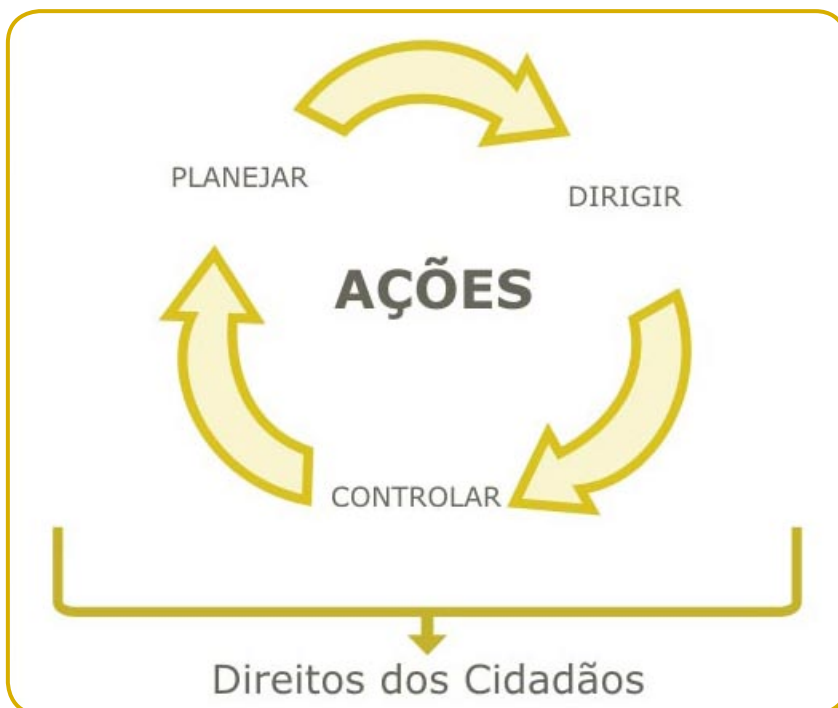 PLANEJAR
DIRIGIR
AÇÕES
CONTROLAR
Direitos dos Cidadãos